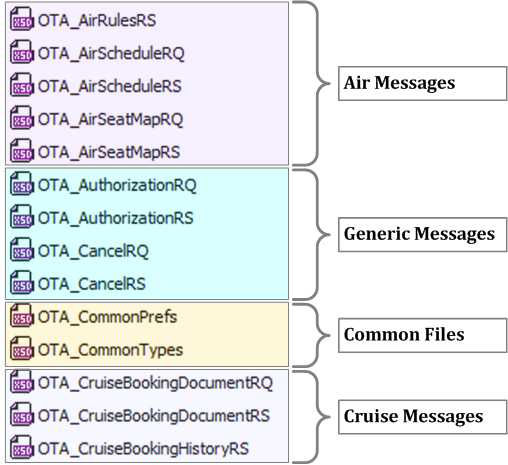 OTA_AirRulesRS
OTA_AirScheduleRQ
OTA_AirScheduleRS
OTA_AirSeatMapRQ
OTA_AirSeatMapRS
Air Messages
OTA_AuthorizationRQ
OTA_AuthorizationRS
OTA_CancelRQ
OTA_CancelRS
Generic Messages
OTA_CommonPrefs
OTA_CommonTypes
Common Files
OTA_CruiseBookingDocumentRQ
OTA_CruiseBookingDocumentRS
OTA_CruiseBookingHistoryRS
Cruise Messages